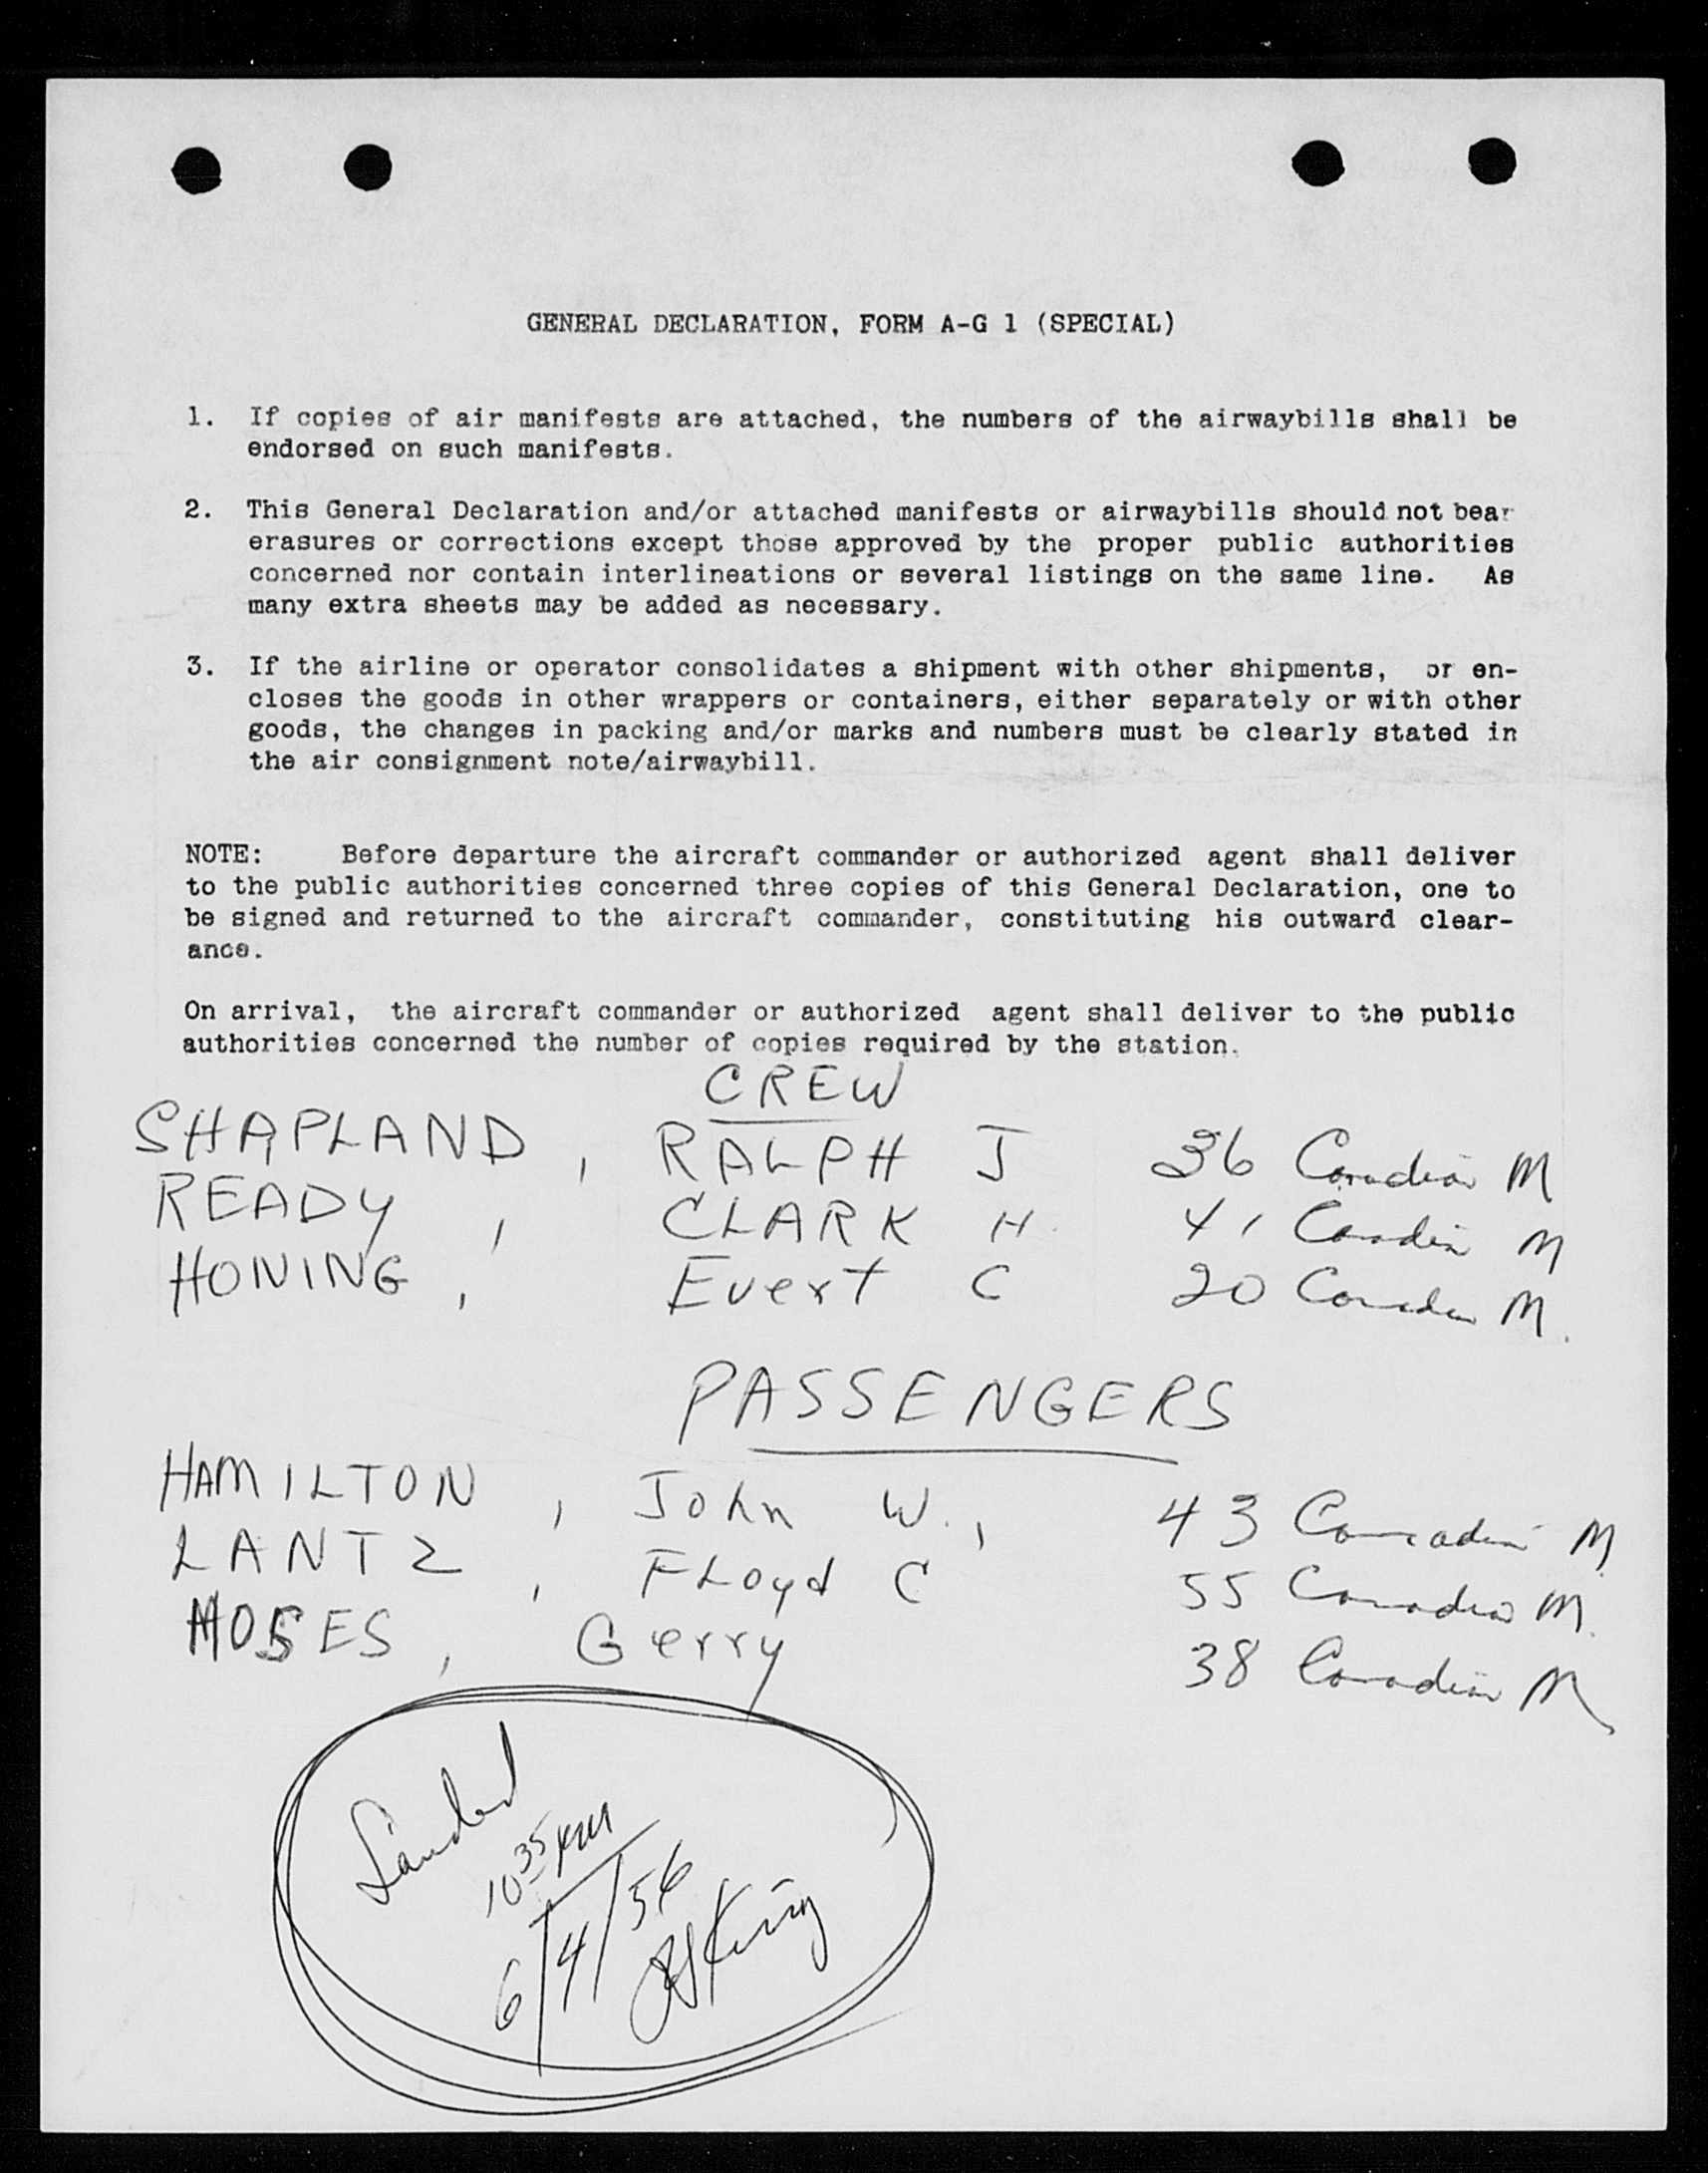 GENERAL DECLARATION, FORM A-G 1 (SPECIAL)
1. If copies of air manifests are attached, the numbers of the airwaybills shall be
endorsed on such manifests.
2. This General Declaration and/or attached manifests or airwaybills should not bear
erasures or corrections except those approved by the proper public authorities
concerned nor contain interlineations or several listings on the same line. As
many extra sheets may be added as necessary.
3. If the airline or operator consolidates a shipment with other shipments, or en-
closes the goods in other wrappers or containers, either separately or with other
goods, the changes in packing and/or marks and numbers must be clearly stated in
the air consignment note/airwaybill.
NOTE: Before departure the aircraft commander or authorized agent shall deliver
to the public authorities concerned three copies of this General Declaration, one to
be signed and returned to the aircraft commander, constituting his outward clear-
ance.
On arrival, the aircraft commander or authorized agent shall deliver to the public
authorities concerned the number of copies required by the station.
CREW
SHAPLAND, RALPH J 36 Canadian M
READY, CLARK H. 41 Canadian M
HONING, Evert C 20 Canadian M.
PASSENGERS
HAMILTON, John W., 43 Canadian M
LANTZ, FLoyd C 55 Canadian M.
MOSES, Gerry 38 Canadian M
Landed
10 35
6/4/56
King